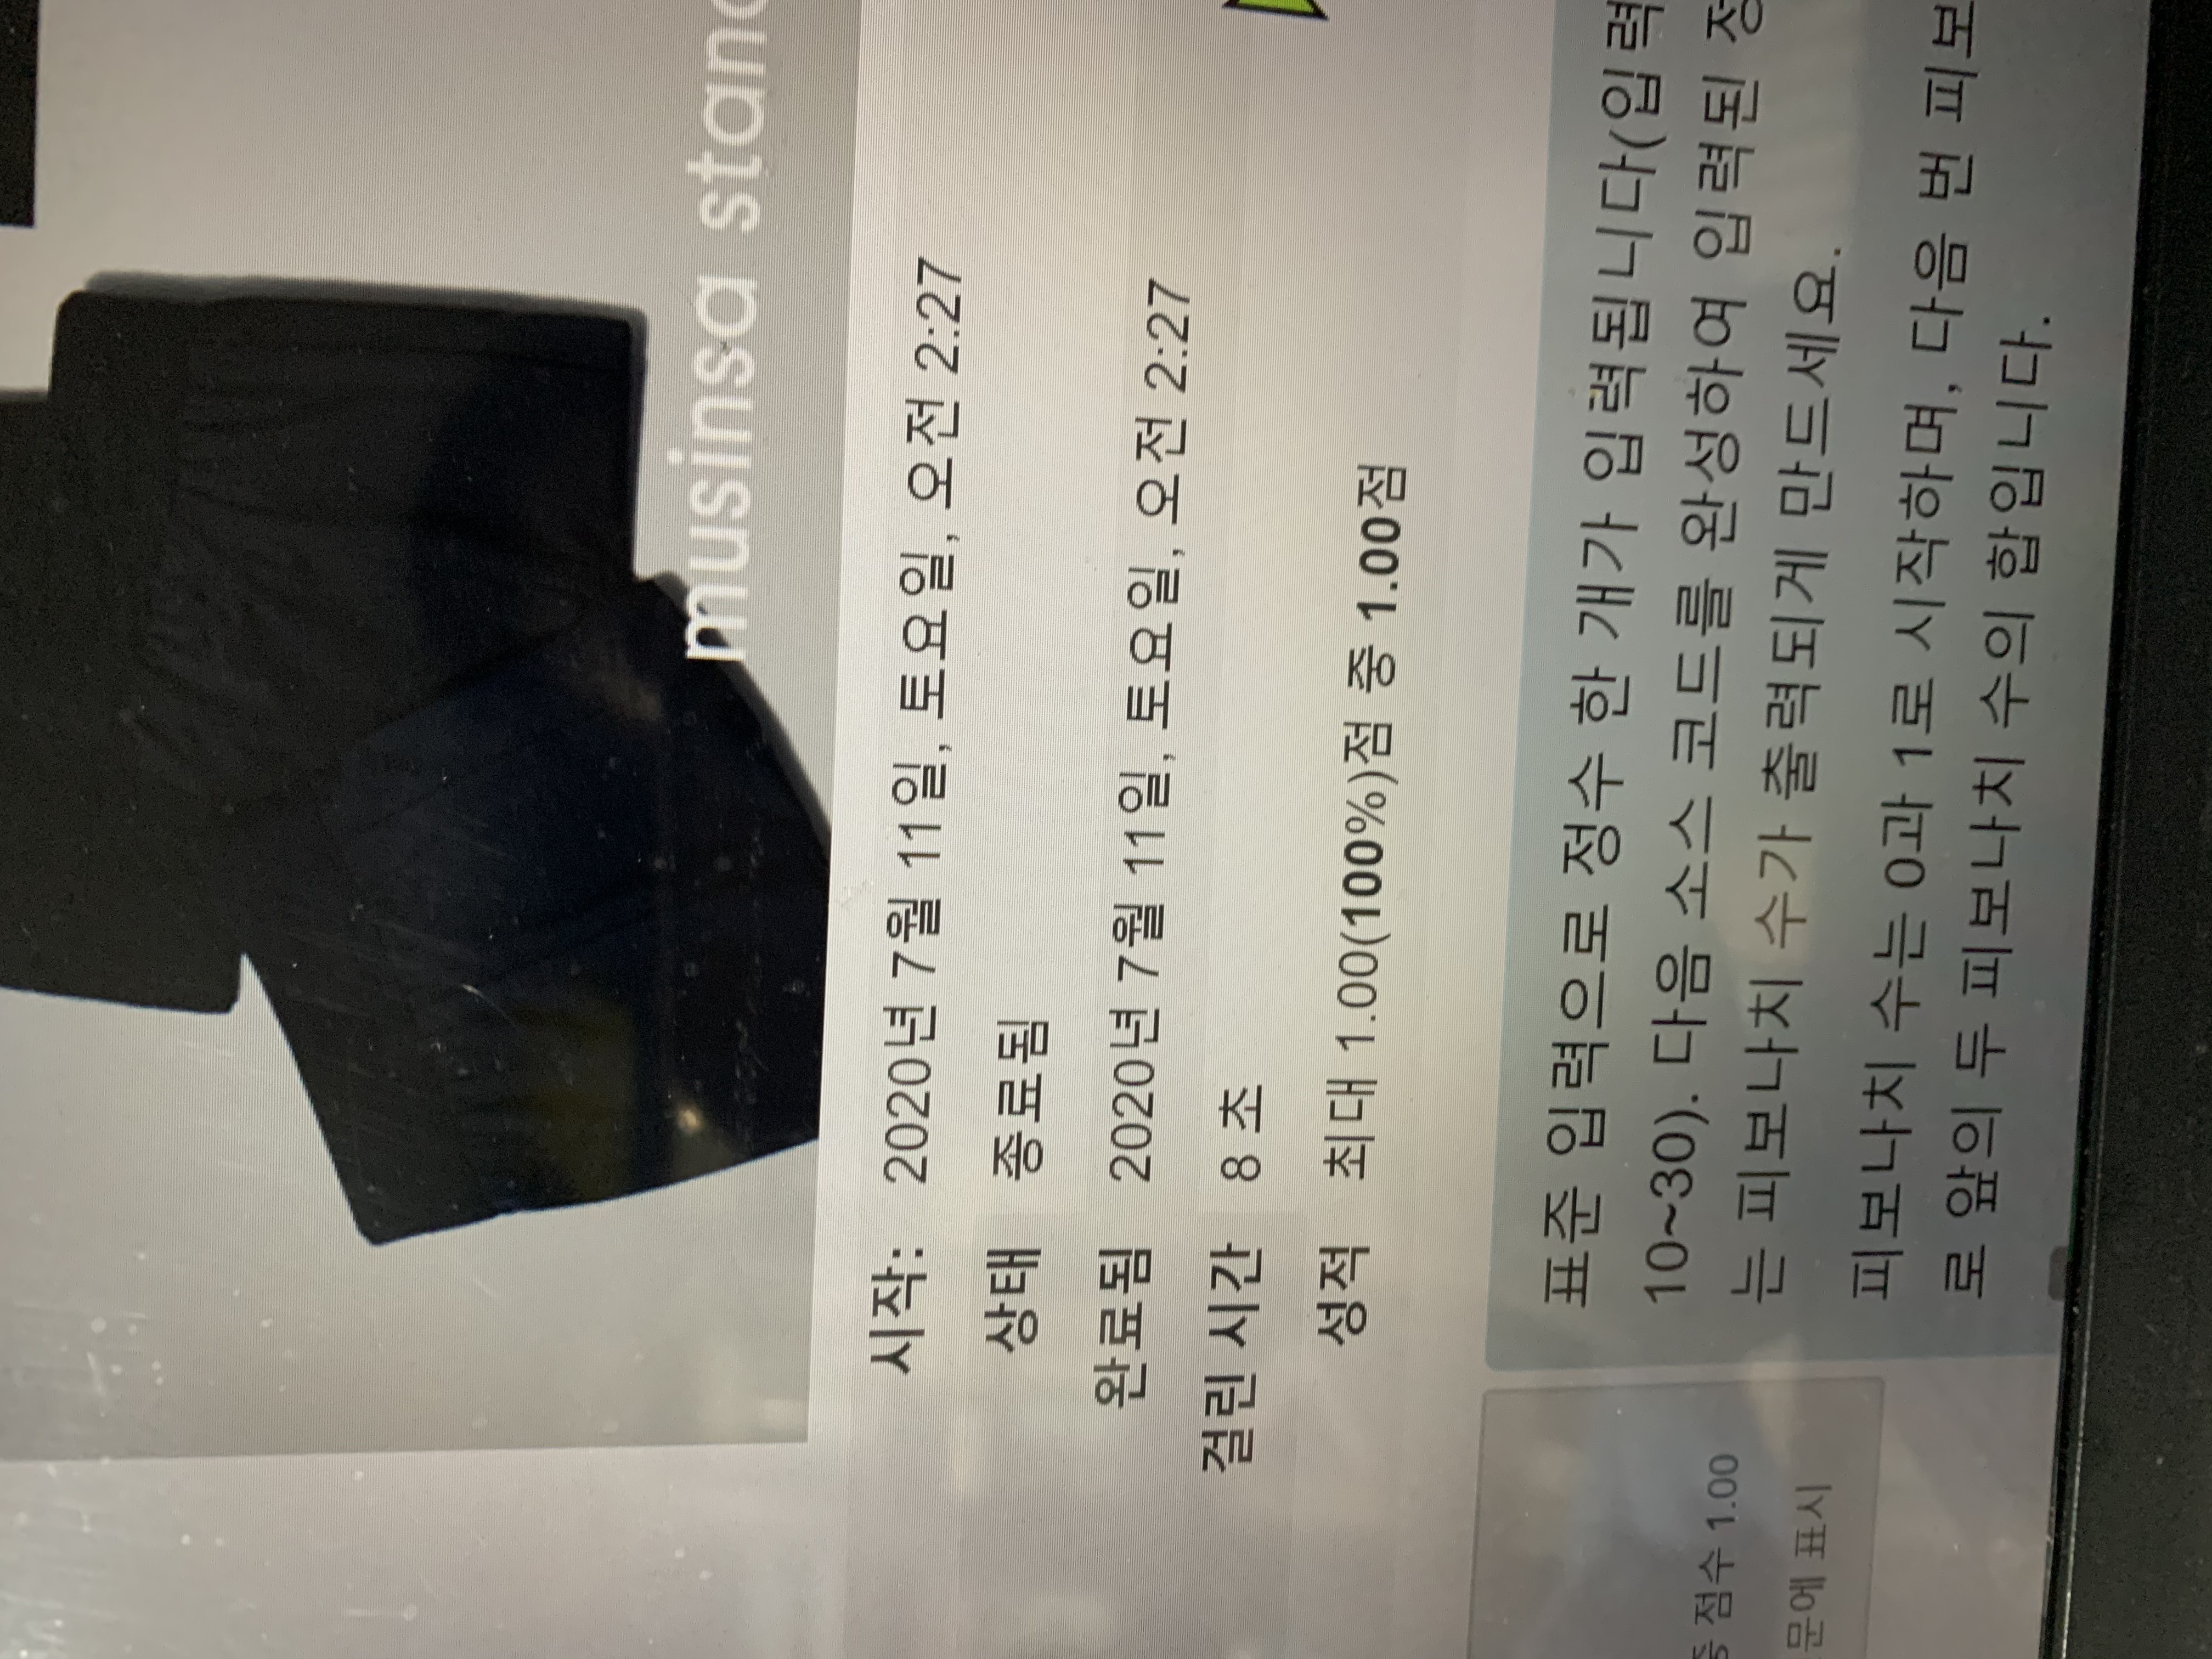 musinsa
시작: 2020년 7월 11일, 토요일, 오전 2:27
상태 종료됨
완료됨 2020년 7월 11일, 토요일, 오전 2:27
걸린 시간 8 초
성적 최대 1.00(100%)점 중 1.00점
점수 1.00
표시
표준 입력으로 정수 한 개가 입력됩니다(입력
10~30). 다음 소스 코드를 완성하여 입력된
는 피보나치 수가 출력되게 만드세요.
피보나치 수는 0과 1로 시작하며, 다음 번 피보
로 앞의 두 피보나치 수의 합입니다.